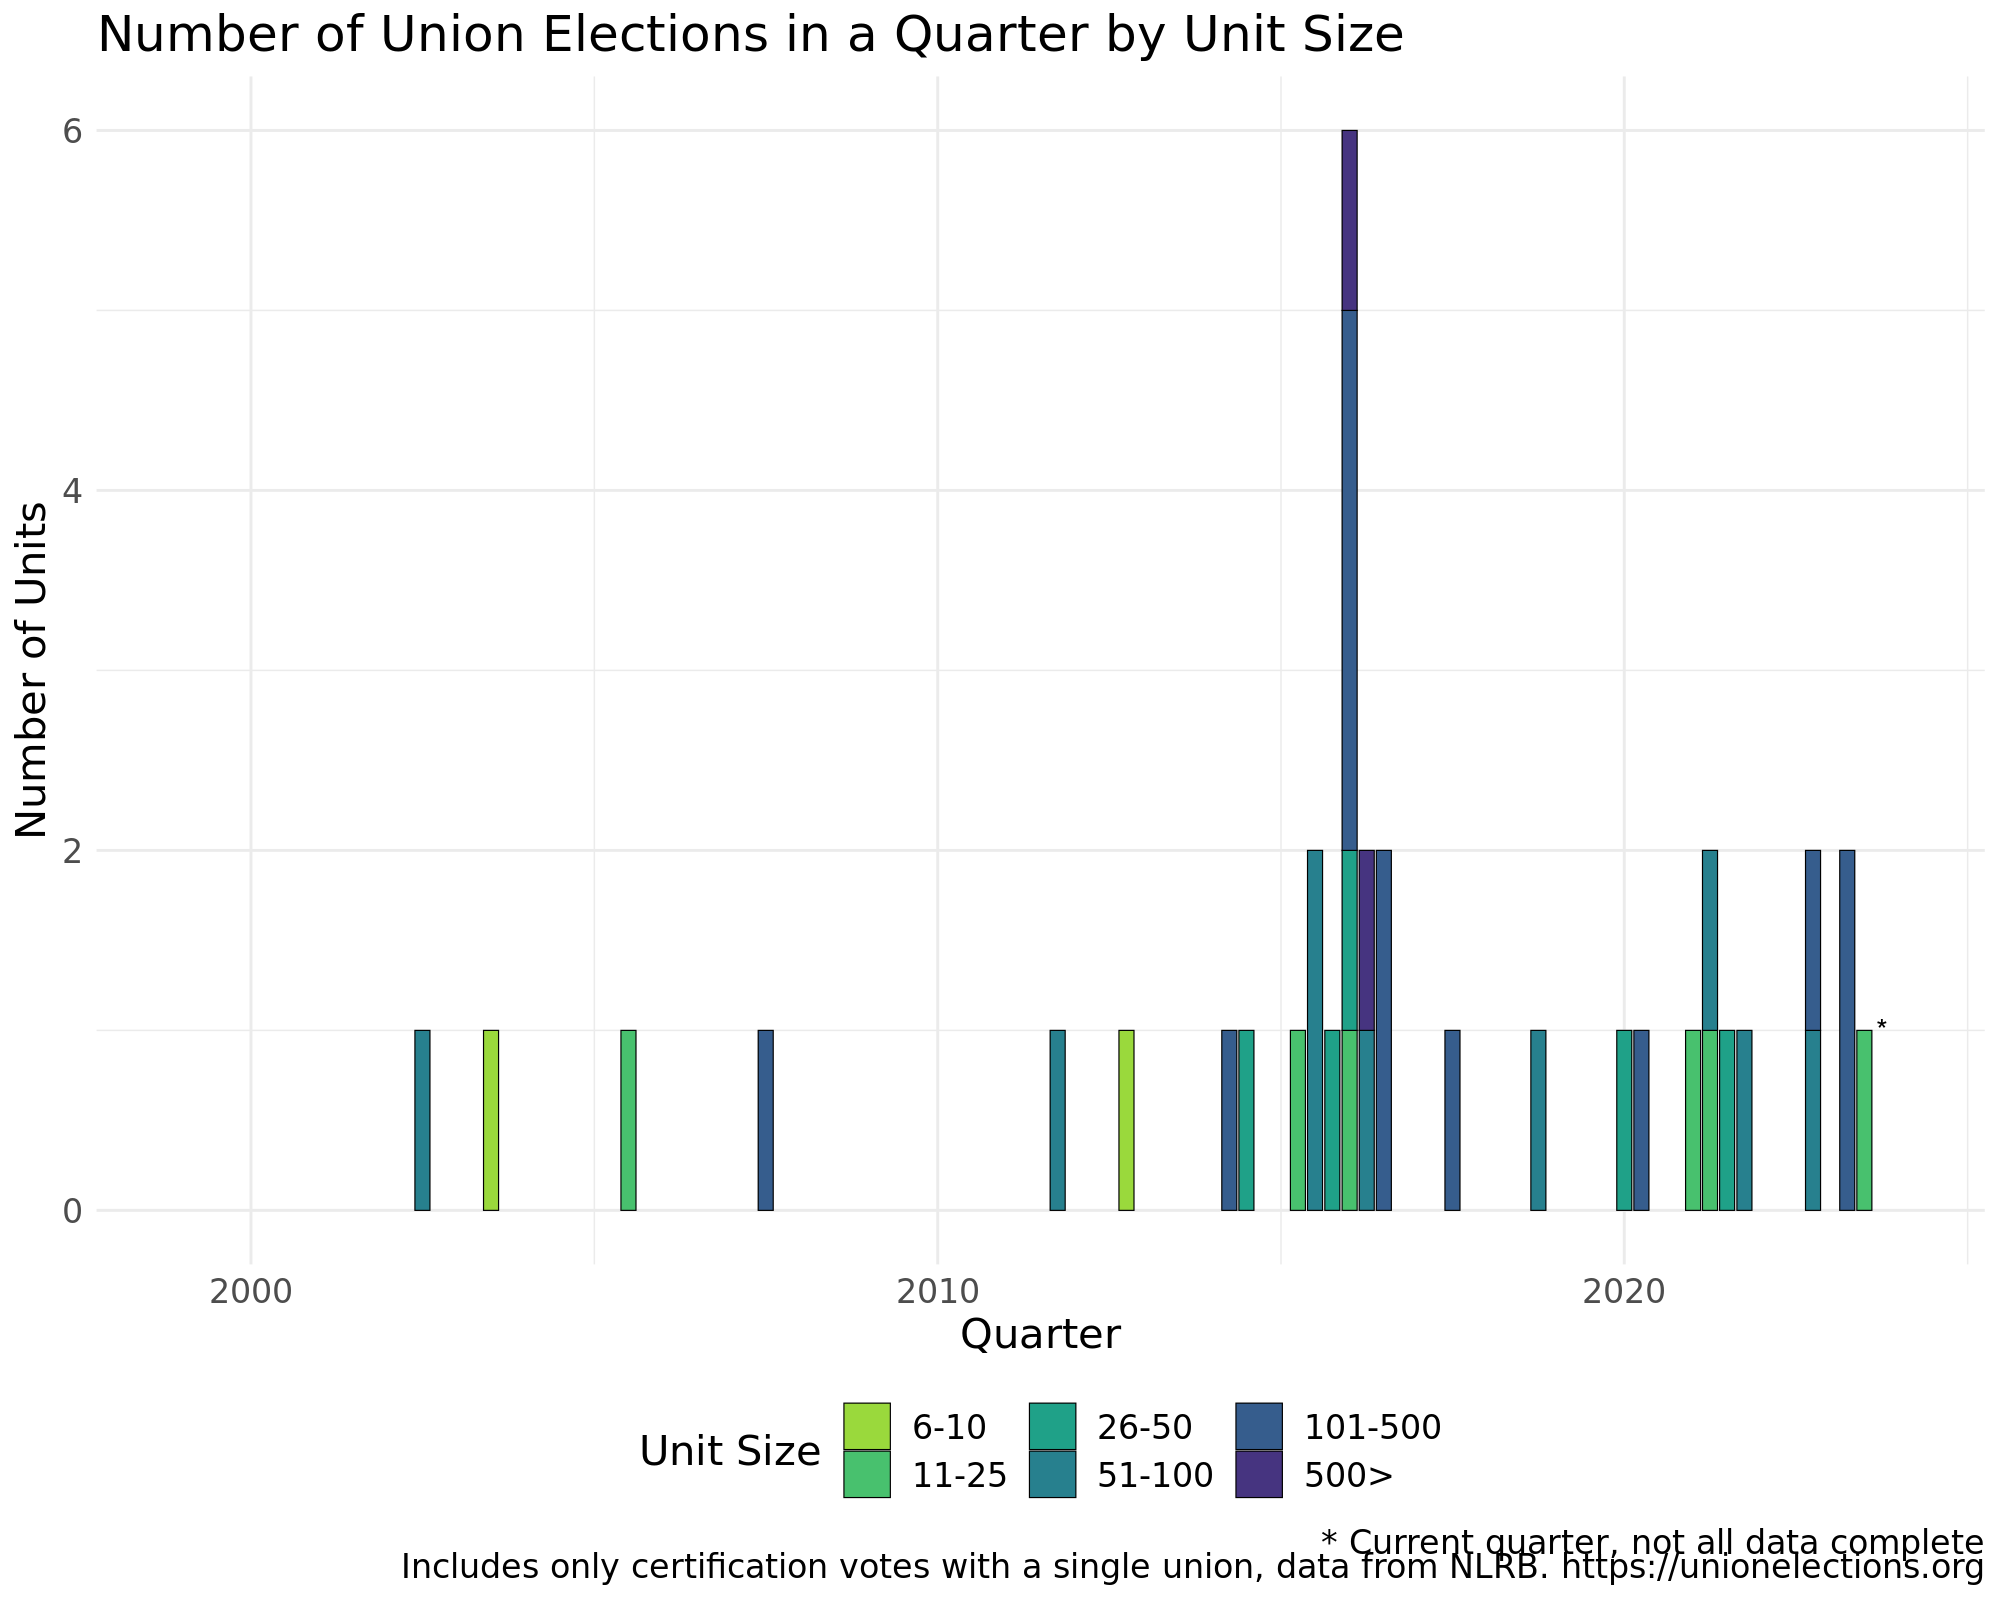 Number of Union Elections in a Quarter by Unit Size
Number of Units
6
4
2
0
*
2000 2010 2020
Quarter
Unit Size
6-10 26-50 101-500
11-25 51-100 500>
* Current quarter, not all data complete
Includes only certification votes with a single union, data from NLRB. https://unionelections.org